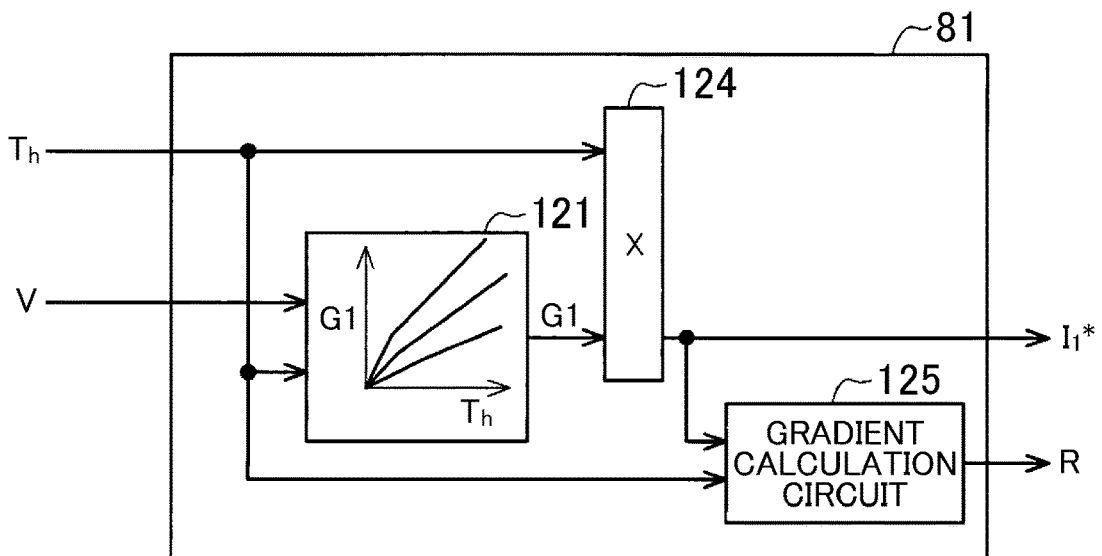 81
124
Th
121
X
V
G1
G1
I1*
Th
125
GRADIENT
CALCULATION
CIRCUIT
R